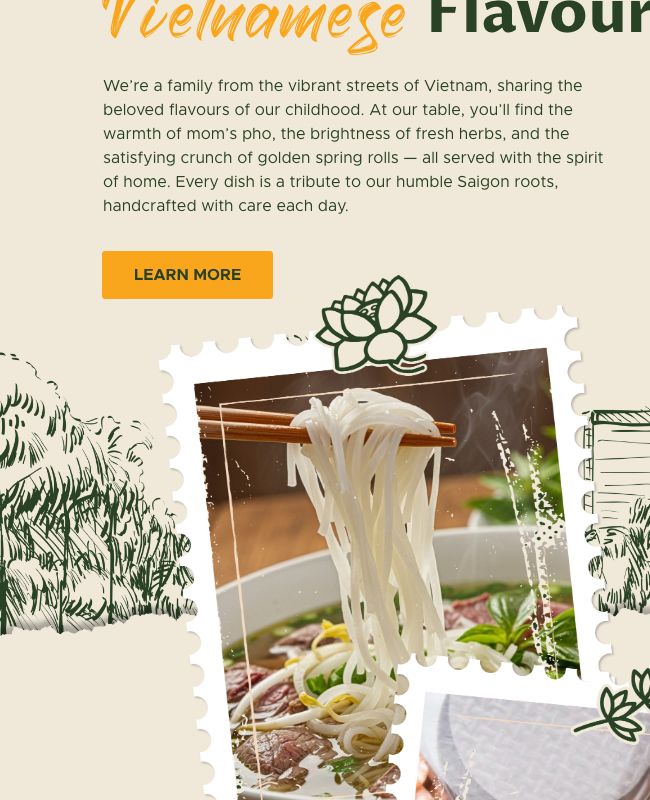 Vietnamese Flavour
We’re a family from the vibrant streets of Vietnam, sharing the
beloved flavours of our childhood. At our table, you’ll find the
warmth of mom’s pho, the brightness of fresh herbs, and the
satisfying crunch of golden spring rolls — all served with the spirit
of home. Every dish is a tribute to our humble Saigon roots,
handcrafted with care each day.
LEARN MORE